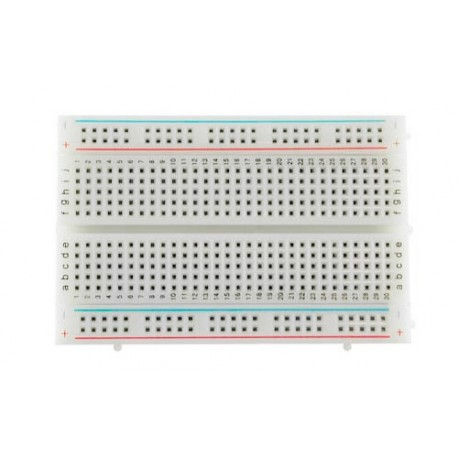 - -
+ +
1 2 3 4 5 6 7 8 9 10 11 12 13 14 15 16 17 18 19 20 21 22 23 24 25 26 27 28 29 30
j j
i i
h h
g g
f f
e e
d d
c c
b b
a a
1 2 3 4 5 6 7 8 9 10 11 12 13 14 15 16 17 18 19 20 21 22 23 24 25 26 27 28 29 30
- -
+ +